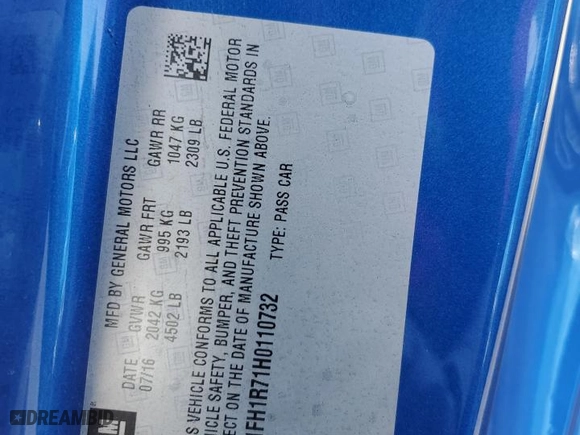 MFD BY GENERAL MOTORS LLC
DATE GVWR GAWR FRT GAWR RR
07/16 2042 KG 995 KG 1047 KG
4502 LB 2193 LB 2309 LB
VEHICLE CONFORMS TO ALL APPLICABLE U.S. FEDERAL MOTOR
SAFETY, BUMPER, AND THEFT PREVENTION STANDARDS IN
ON THE DATE OF MANUFACTURE SHOWN ABOVE.
FH1R71H0110732 TYPE: PASS CAR
GM
DREAMBID